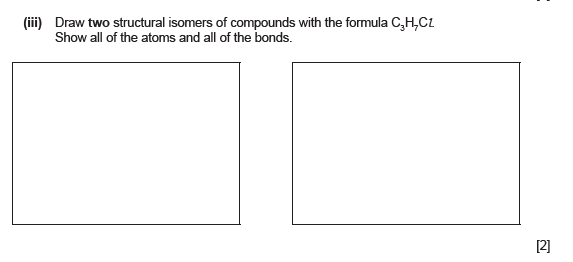 (iii) Draw two structural isomers of compounds with the formula C₃H₇Cl.
Show all of the atoms and all of the bonds.
[2]